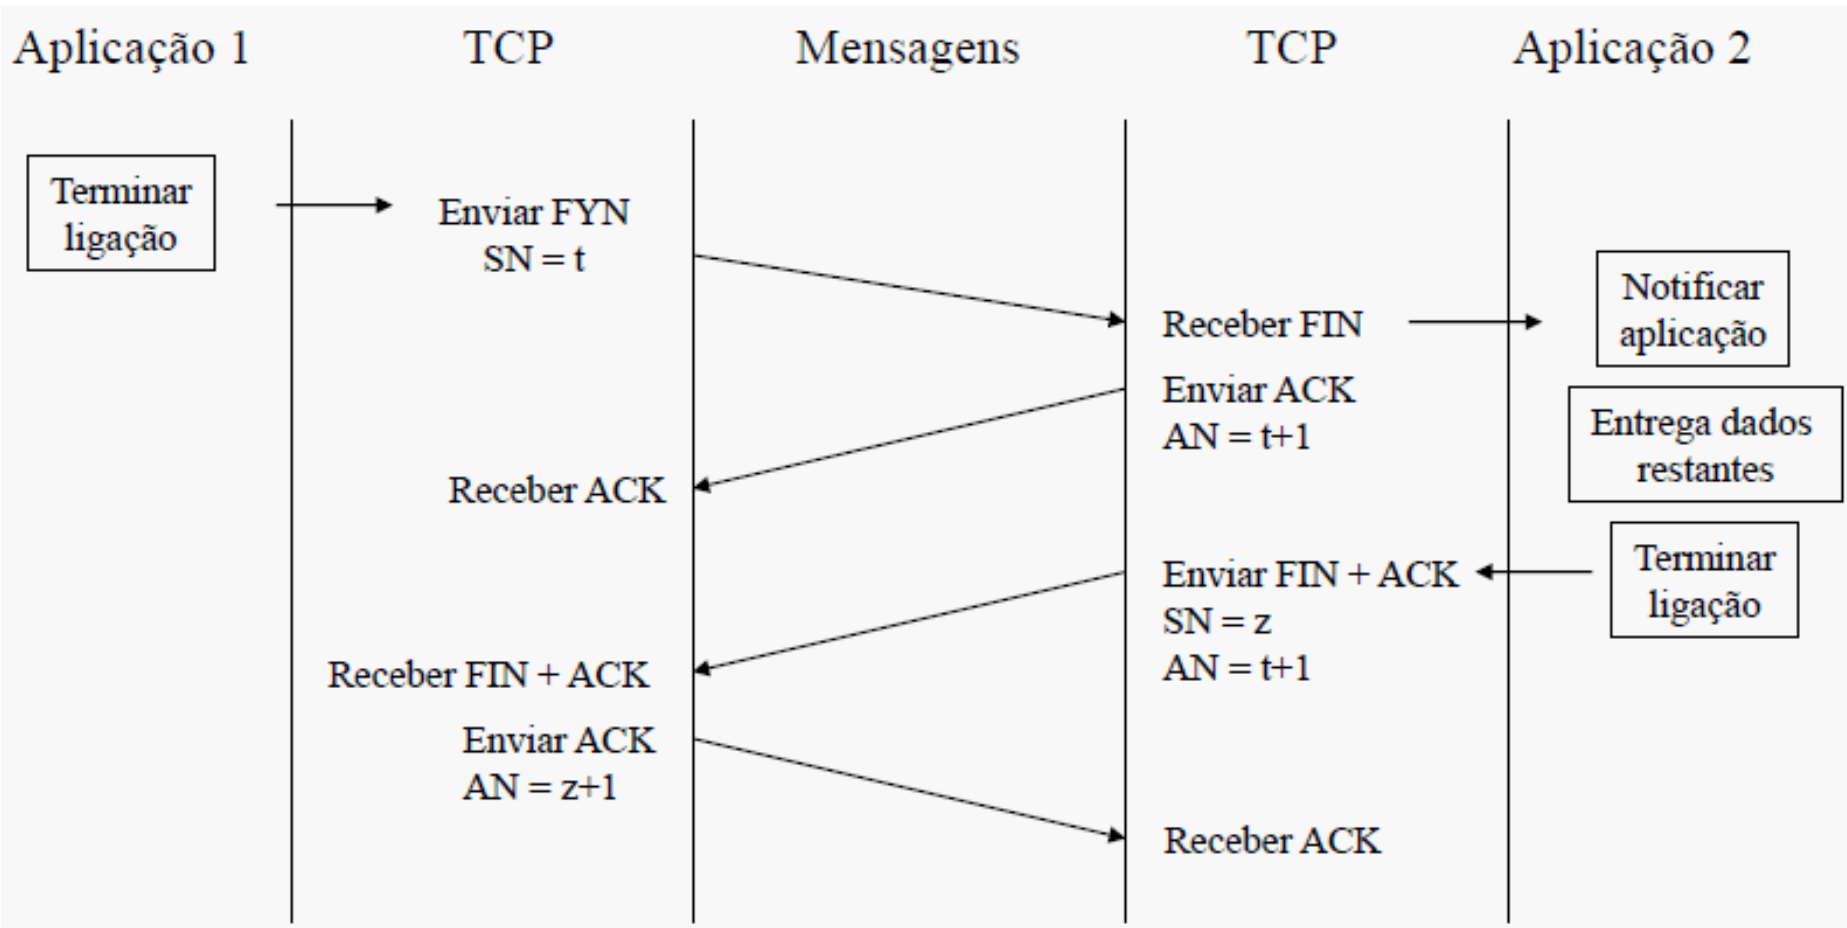 Aplicação 1
TCP
Mensagens
TCP
Aplicação 2
Terminar
ligação
Enviar FYN
SN = t
Notificar
aplicação
Receber FIN
Enviar ACK
AN = t+1
Entrega dados
restantes
Receber ACK
Terminar
ligação
Enviar FIN + ACK
SN = z
AN = t+1
Receber FIN + ACK
Enviar ACK
AN = z+1
Receber ACK